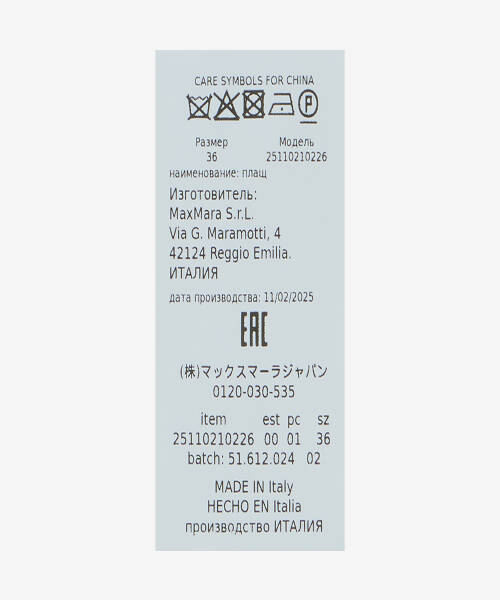 CARE SYMBOLS FOR CHINA
P
Размер Модель
36 25110210226
наименование: плащ
Изготовитель:
MaxMara S.r.L.
Via G. Maramotti, 4
42124 Reggio Emilia.
ИТАЛИЯ
дата производства: 11/02/2025
EAC
(株)マックスマーラジャパン
0120-030-535
item est pc sz
25110210226 00 01 36
batch: 51.612.024 02
MADE IN Italy
HECHO EN Italia
производство ИТАЛИЯ